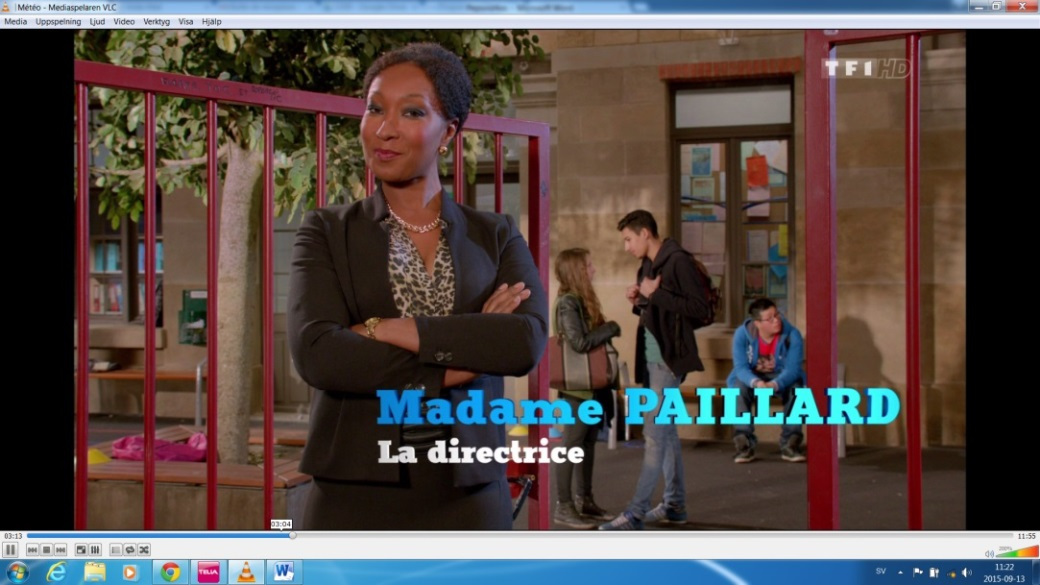 Météo - Mediaspelaren VLC
Media Uppspelning Ljud Video Verktyg Visa Hjälp
TF1 HD
Madame PAILLARD
La directrice
03:04
03:13
11:55
TELIA
W
SV
11:22
2015-09-13